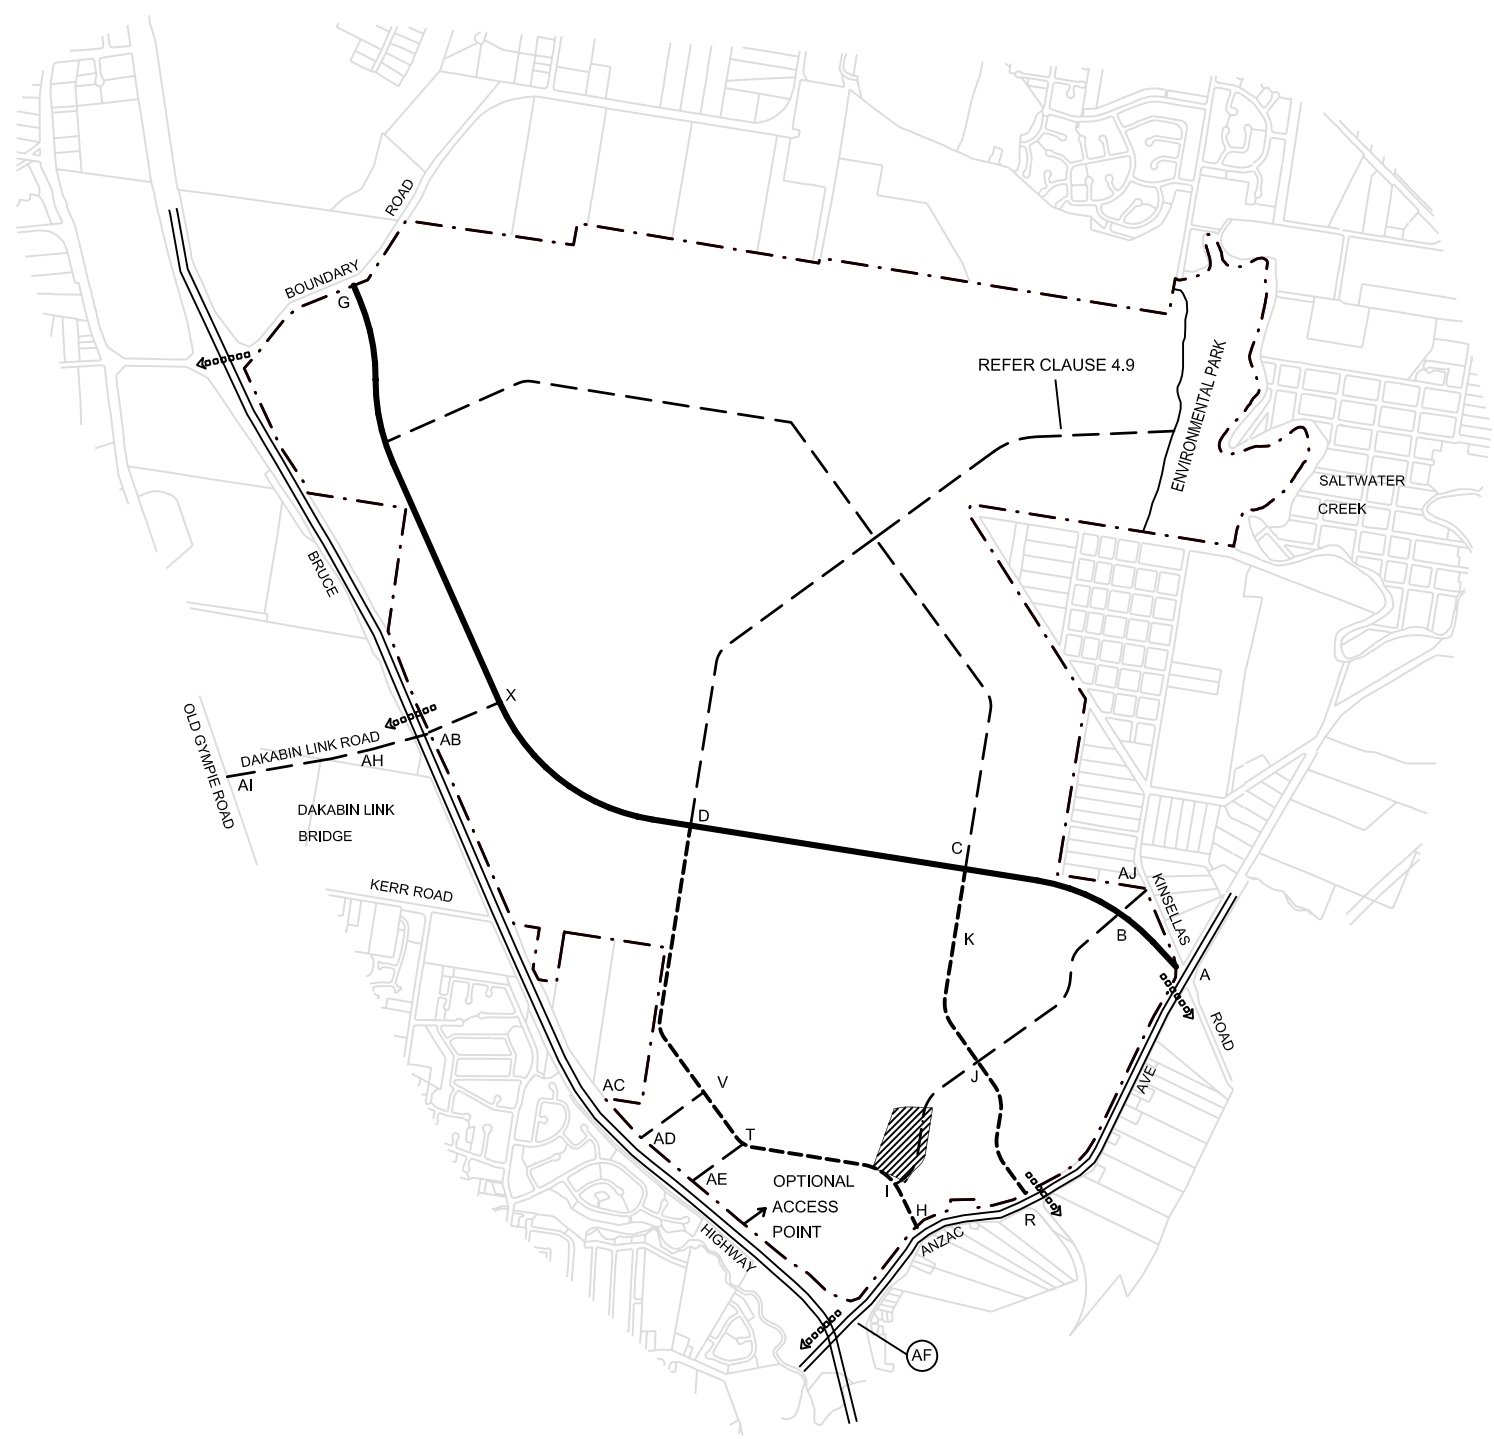 ROAD
BOUNDARY
G
REFER CLAUSE 4.9
ENVIRONMENTAL PARK
SALTWATER
CREEK
BRUCE
X
OLD GYMPIE ROAD
DAKABIN LINK ROAD
AB
AH
AI
DAKABIN LINK
BRIDGE
D
C
KERR ROAD
AJ
KINSELLAS
B
K
A
ROAD
AC
V
J
AVE
AD
T
AE
OPTIONAL
ACCESS
POINT
I
H
R
HIGHWAY
ANZAC
AF